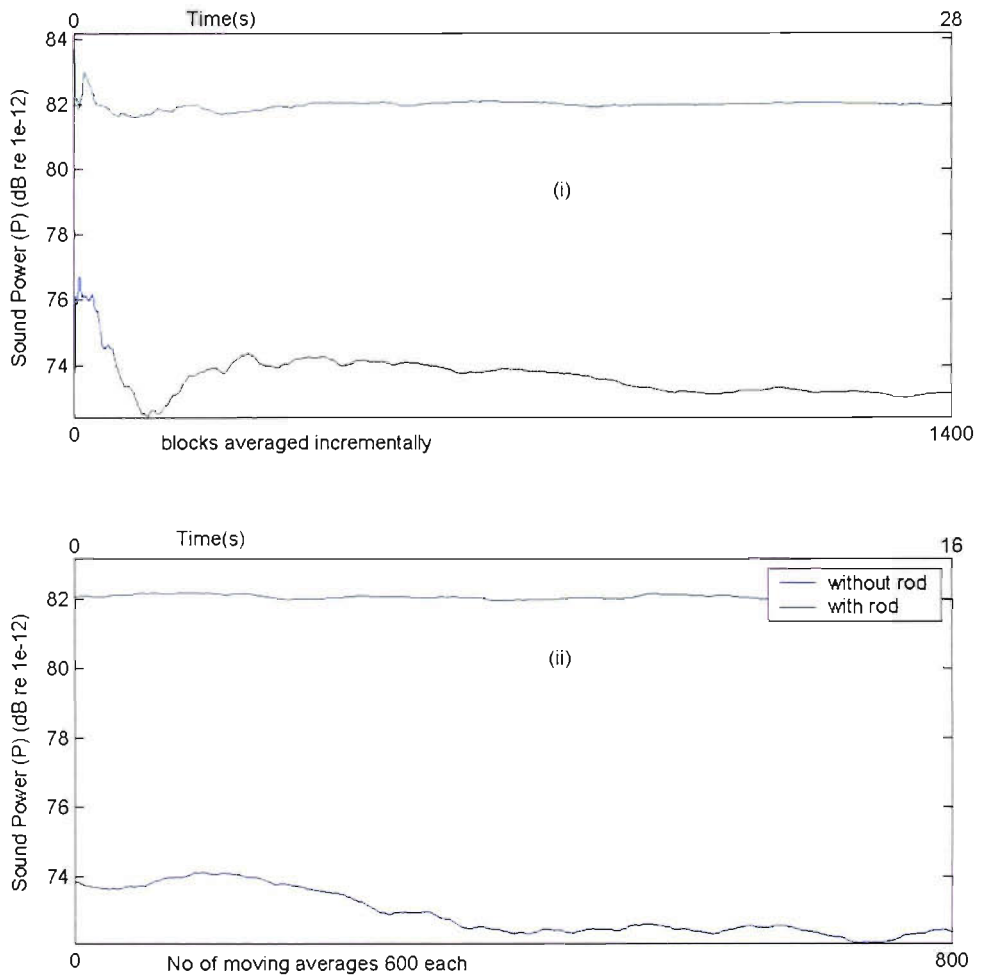 0 Time(s) 28
84
82
80
78
76
74
Sound Power (P) (dB re 1e-12)
(i)
0 1400
blocks averaged incrementally
0 Time(s) 16
82
80
78
76
74
Sound Power (P) (dB re 1e-12)
without rod
with rod
(ii)
0 No of moving averages 600 each 800